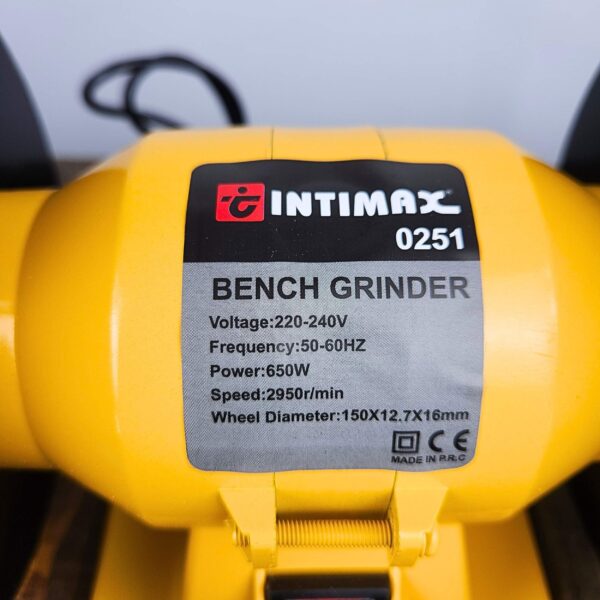 INTIMAX
0251
BENCH GRINDER
Voltage:220-240V
Frequency:50-60HZ
Power:650W
Speed:2950r/min
Wheel Diameter:150X12.7X16mm
CE
MADE IN P.R.C